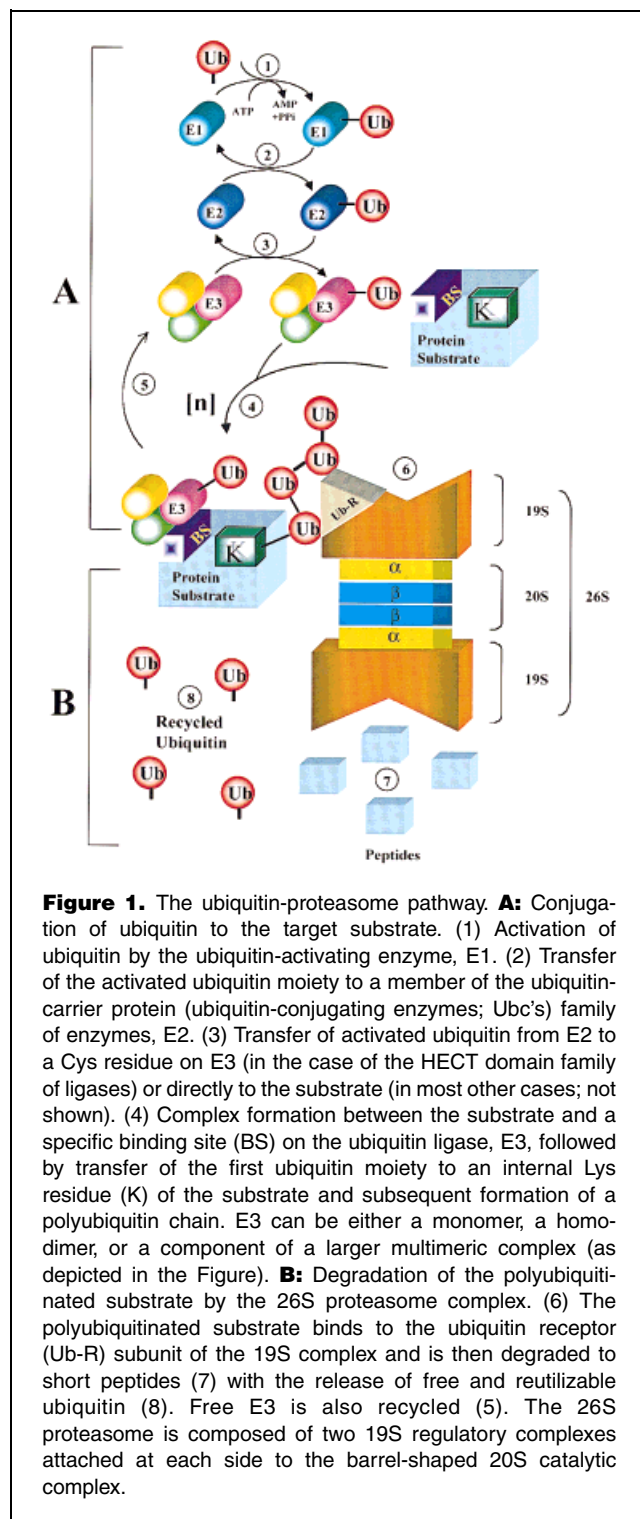 Ub
1
ATP
AMP
+PPi
E1
E1
Ub
2
E2
E2
Ub
3
A
E3
E3
Ub
BS
K
Protein
Substrate
5
[n]
4
Ub
Ub
Ub
6
Ub
Ub-R
E3
Ub
BS
K
Protein
Substrate
19S
α
β
β
α
20S
26S
19S
B
Ub
Ub
8
Recycled
Ubiquitin
Ub
Ub
7
Peptides
Figure 1. The ubiquitin-proteasome pathway. A: Conjuga-
tion of ubiquitin to the target substrate. (1) Activation of
ubiquitin by the ubiquitin-activating enzyme, E1. (2) Transfer
of the activated ubiquitin moiety to a member of the ubiquitin-
carrier protein (ubiquitin-conjugating enzymes; Ubc's) family
of enzymes, E2. (3) Transfer of activated ubiquitin from E2 to
a Cys residue on E3 (in the case of the HECT domain family
of ligases) or directly to the substrate (in most other cases; not
shown). (4) Complex formation between the substrate and a
specific binding site (BS) on the ubiquitin ligase, E3, followed
by transfer of the first ubiquitin moiety to an internal Lys
residue (K) of the substrate and subsequent formation of a
polyubiquitin chain. E3 can be either a monomer, a homo-
dimer, or a component of a larger multimeric complex (as
depicted in the Figure). B: Degradation of the polyubiquiti-
nated substrate by the 26S proteasome complex. (6) The
polyubiquitinated substrate binds to the ubiquitin receptor
(Ub-R) subunit of the 19S complex and is then degraded to
short peptides (7) with the release of free and reutilizable
ubiquitin (8). Free E3 is also recycled (5). The 26S
proteasome is composed of two 19S regulatory complexes
attached at each side to the barrel-shaped 20S catalytic
complex.